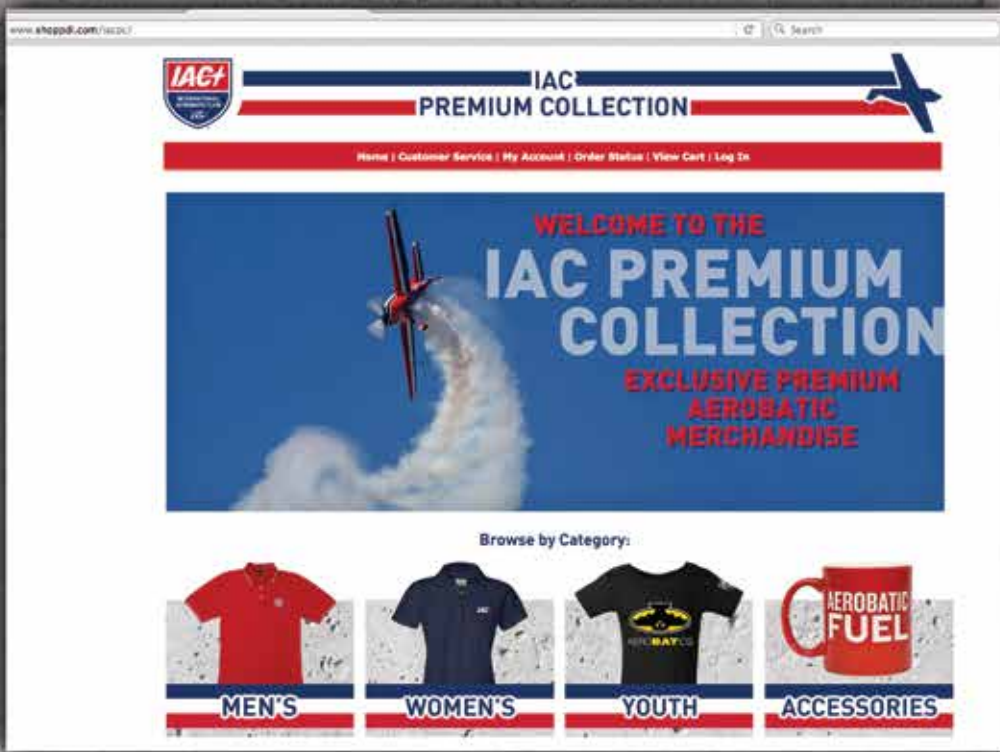 www.shoppdi.com/iacpc/
Search
IAC
IAC
PREMIUM COLLECTION
Home | Customer Service | My Account | Order Status | View Cart | Log In
WELCOME TO THE
IAC PREMIUM
COLLECTION
EXCLUSIVE PREMIUM
AEROBATIC
MERCHANDISE
Browse by Category:
IAC
AEROBATICS
AEROBATIC
FUEL
MEN'S
WOMEN'S
YOUTH
ACCESSORIES